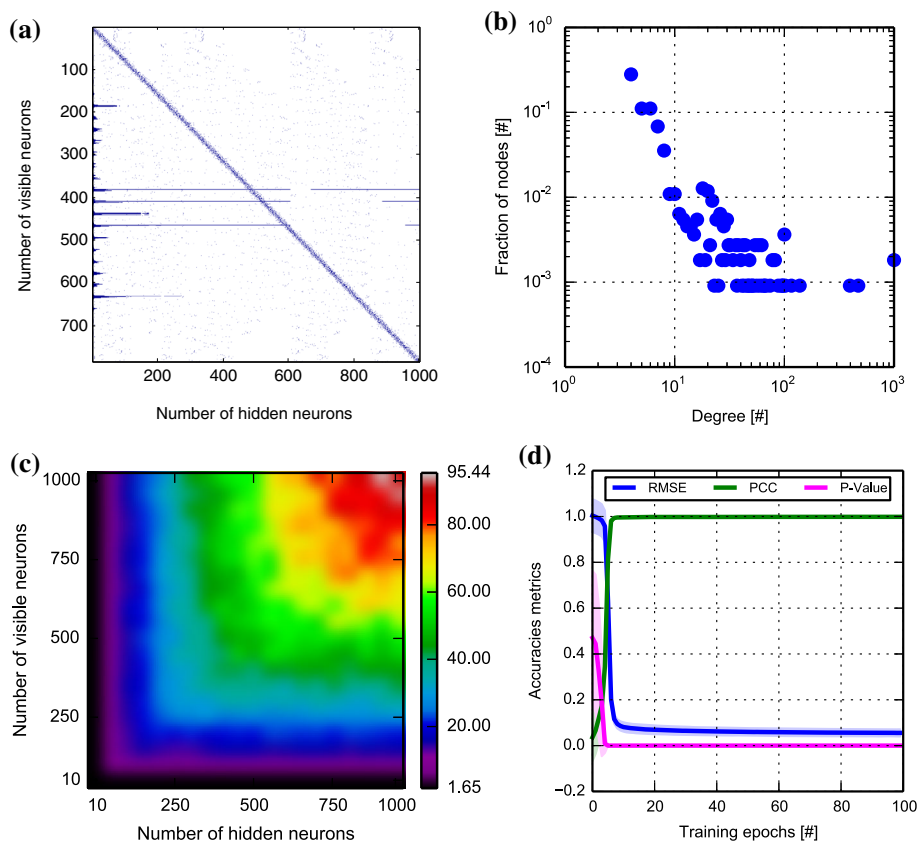 (a)
100
200
300
400
500
600
700
Number of visible neurons
200 400 600 800 1000
Number of hidden neurons
(b)
10^0
10^-1
10^-2
10^-3
10^-4
Fraction of nodes [#]
10^0 10^1 10^2 10^3
Degree [#]
(c)
1000
750
500
250
10
Number of visible neurons
10 250 500 750 1000
Number of hidden neurons
95.44
80.00
60.00
40.00
20.00
1.65
(d)
RMSE PCC P-Value
1.2
1.0
0.8
0.6
0.4
0.2
0.0
−0.2
Accuracies metrics
0 20 40 60 80 100
Training epochs [#]